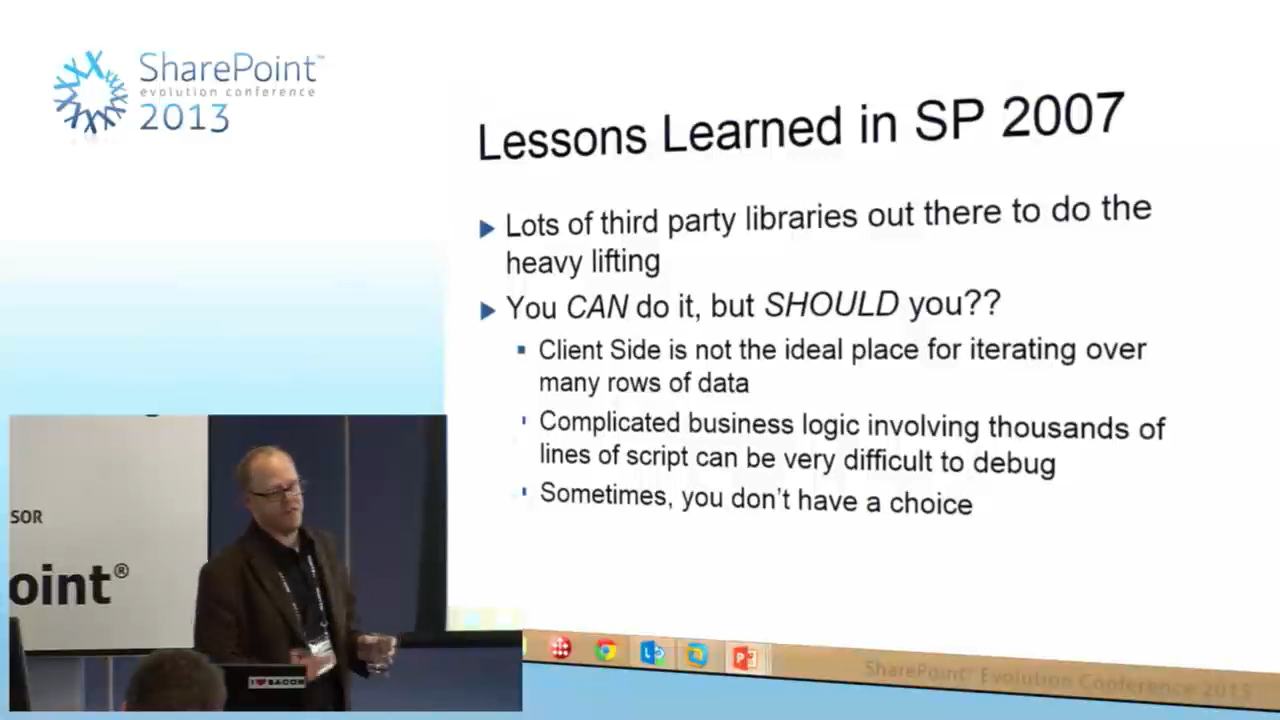 SharePoint™
evolution conference
2013
Lessons Learned in SP 2007
Lots of third party libraries out there to do the
heavy lifting
You CAN do it, but SHOULD you??
Client Side is not the ideal place for iterating over
many rows of data
Complicated business logic involving thousands of
lines of script can be very difficult to debug
Sometimes, you don't have a choice
SOR
oint®
I ❤ BACON
SharePoint® Evolution Conference 2013